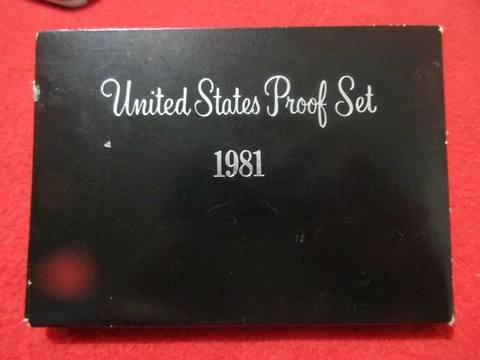 United States Proof Set
1981